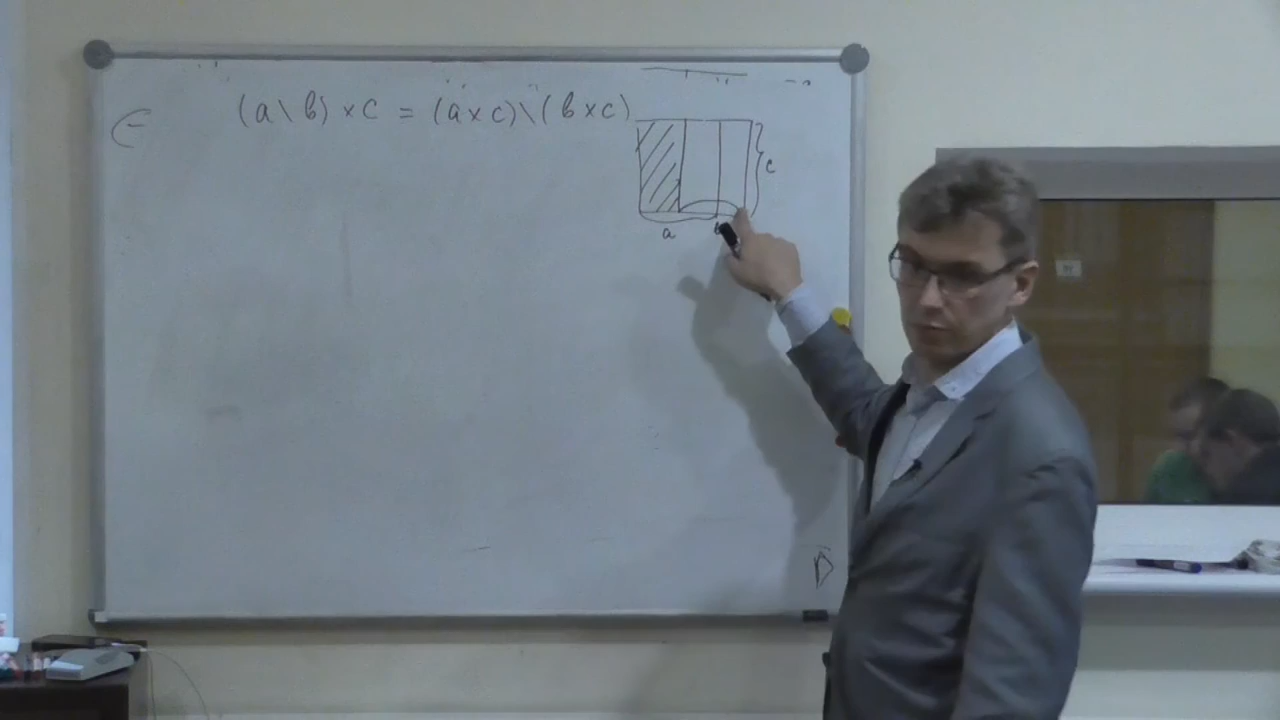 (a \ b) × c = (a × c) \ (b × c)
c
a